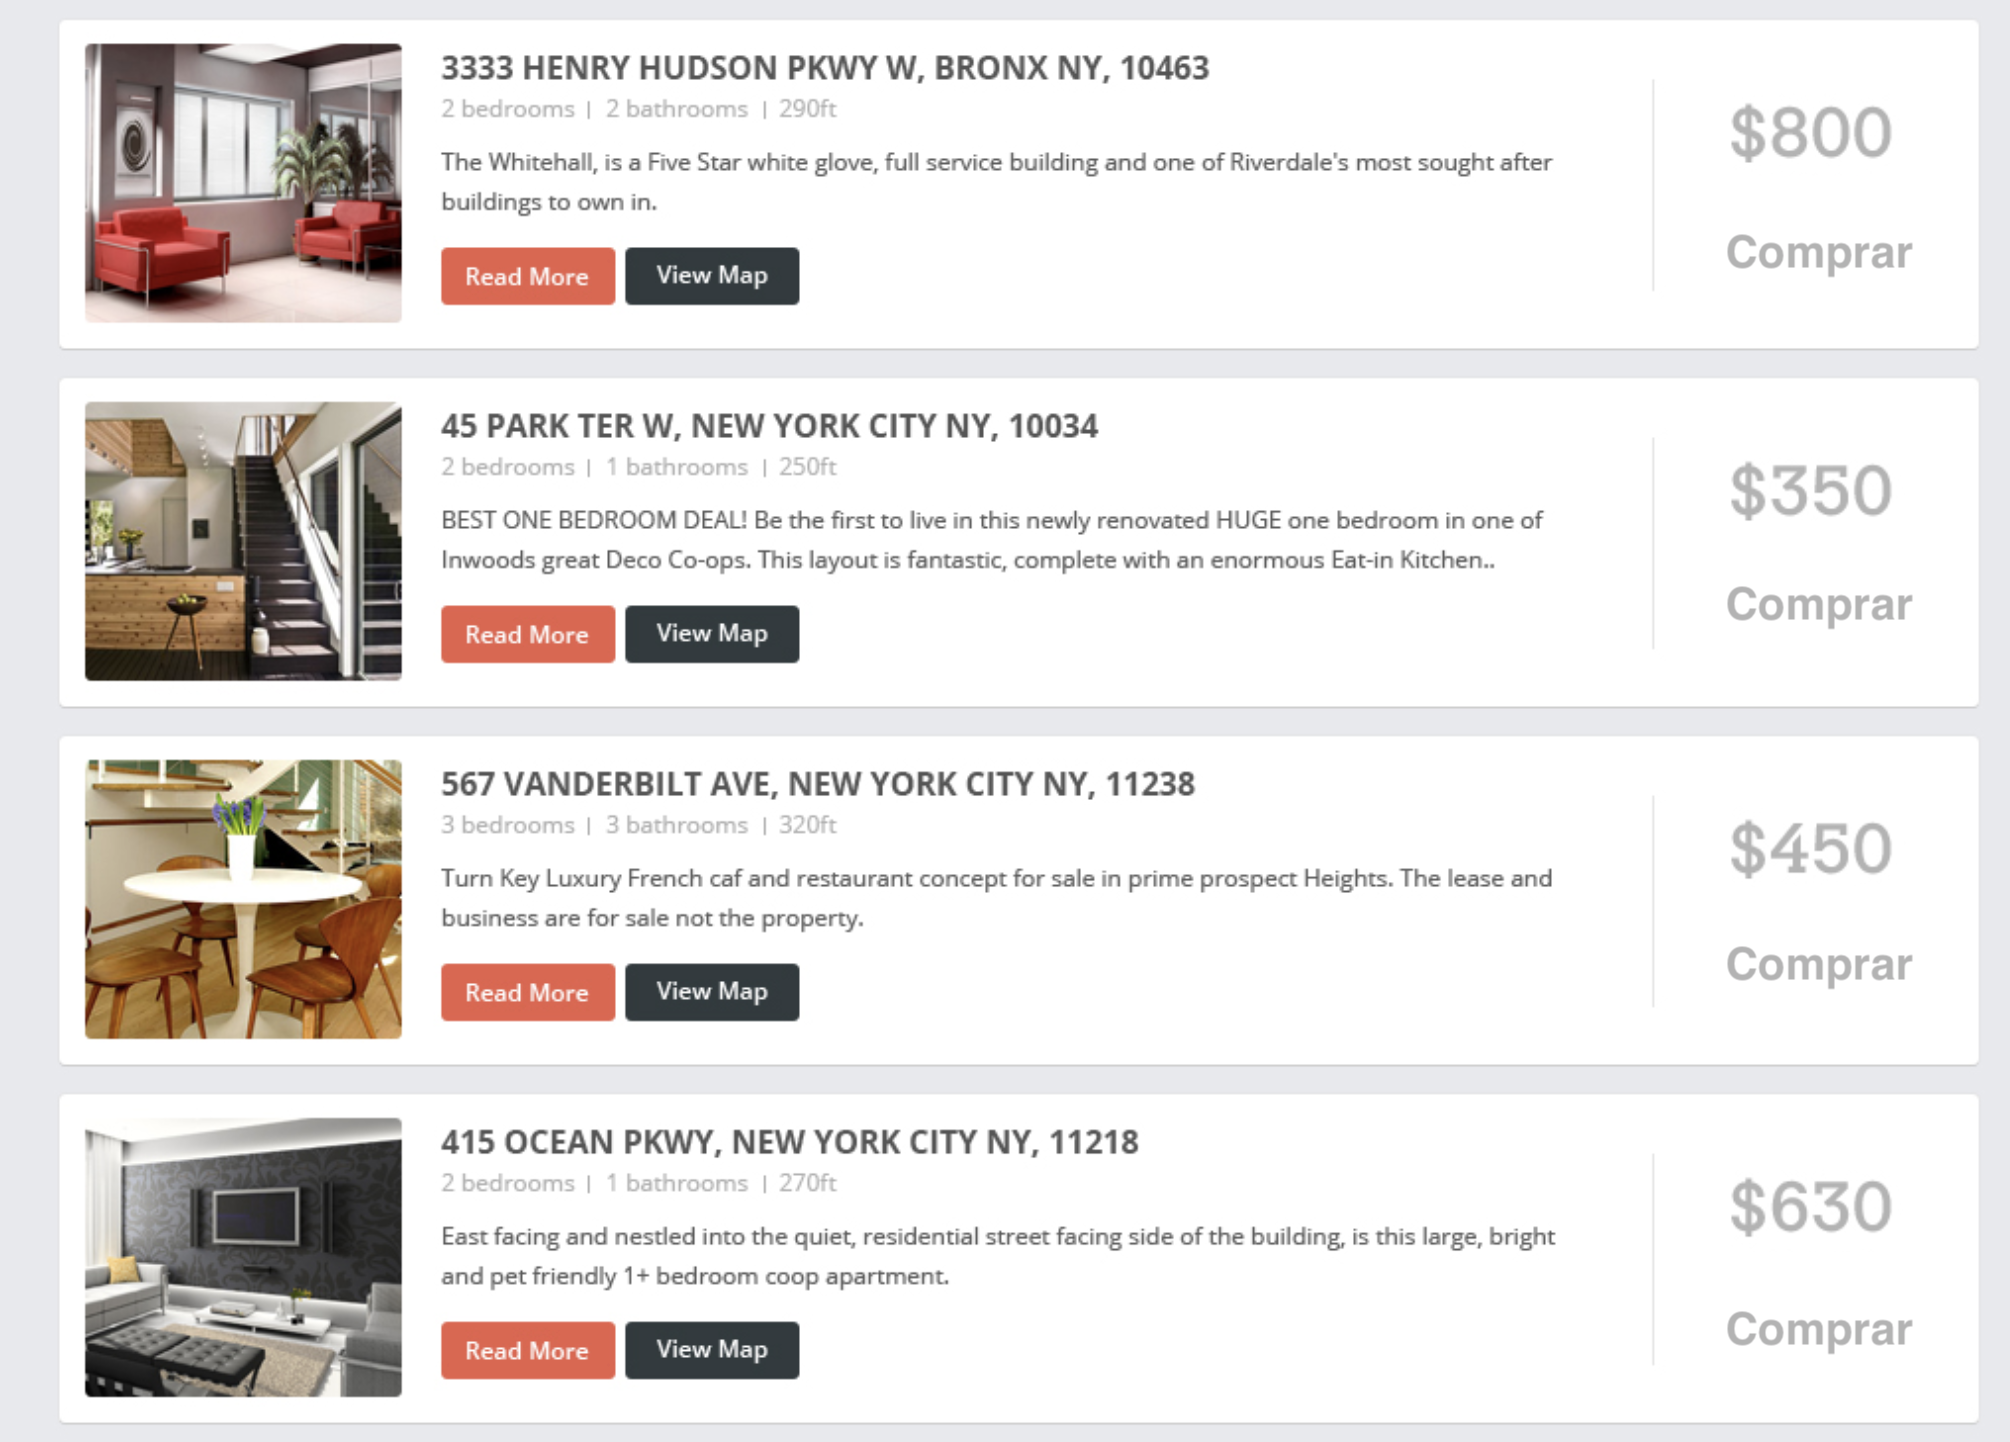 3333 HENRY HUDSON PKWY W, BRONX NY, 10463
2 bedrooms | 2 bathrooms | 290ft
The Whitehall, is a Five Star white glove, full service building and one of Riverdale's most sought after
buildings to own in.
Read More
View Map
$800
Comprar
45 PARK TER W, NEW YORK CITY NY, 10034
2 bedrooms | 1 bathrooms | 250ft
BEST ONE BEDROOM DEAL! Be the first to live in this newly renovated HUGE one bedroom in one of
Inwoods great Deco Co-ops. This layout is fantastic, complete with an enormous Eat-in Kitchen..
Read More
View Map
$350
Comprar
567 VANDERBILT AVE, NEW YORK CITY NY, 11238
3 bedrooms | 3 bathrooms | 320ft
Turn Key Luxury French caf and restaurant concept for sale in prime prospect Heights. The lease and
business are for sale not the property.
Read More
View Map
$450
Comprar
415 OCEAN PKWY, NEW YORK CITY NY, 11218
2 bedrooms | 1 bathrooms | 270ft
East facing and nestled into the quiet, residential street facing side of the building, is this large, bright
and pet friendly 1+ bedroom coop apartment.
Read More
View Map
$630
Comprar